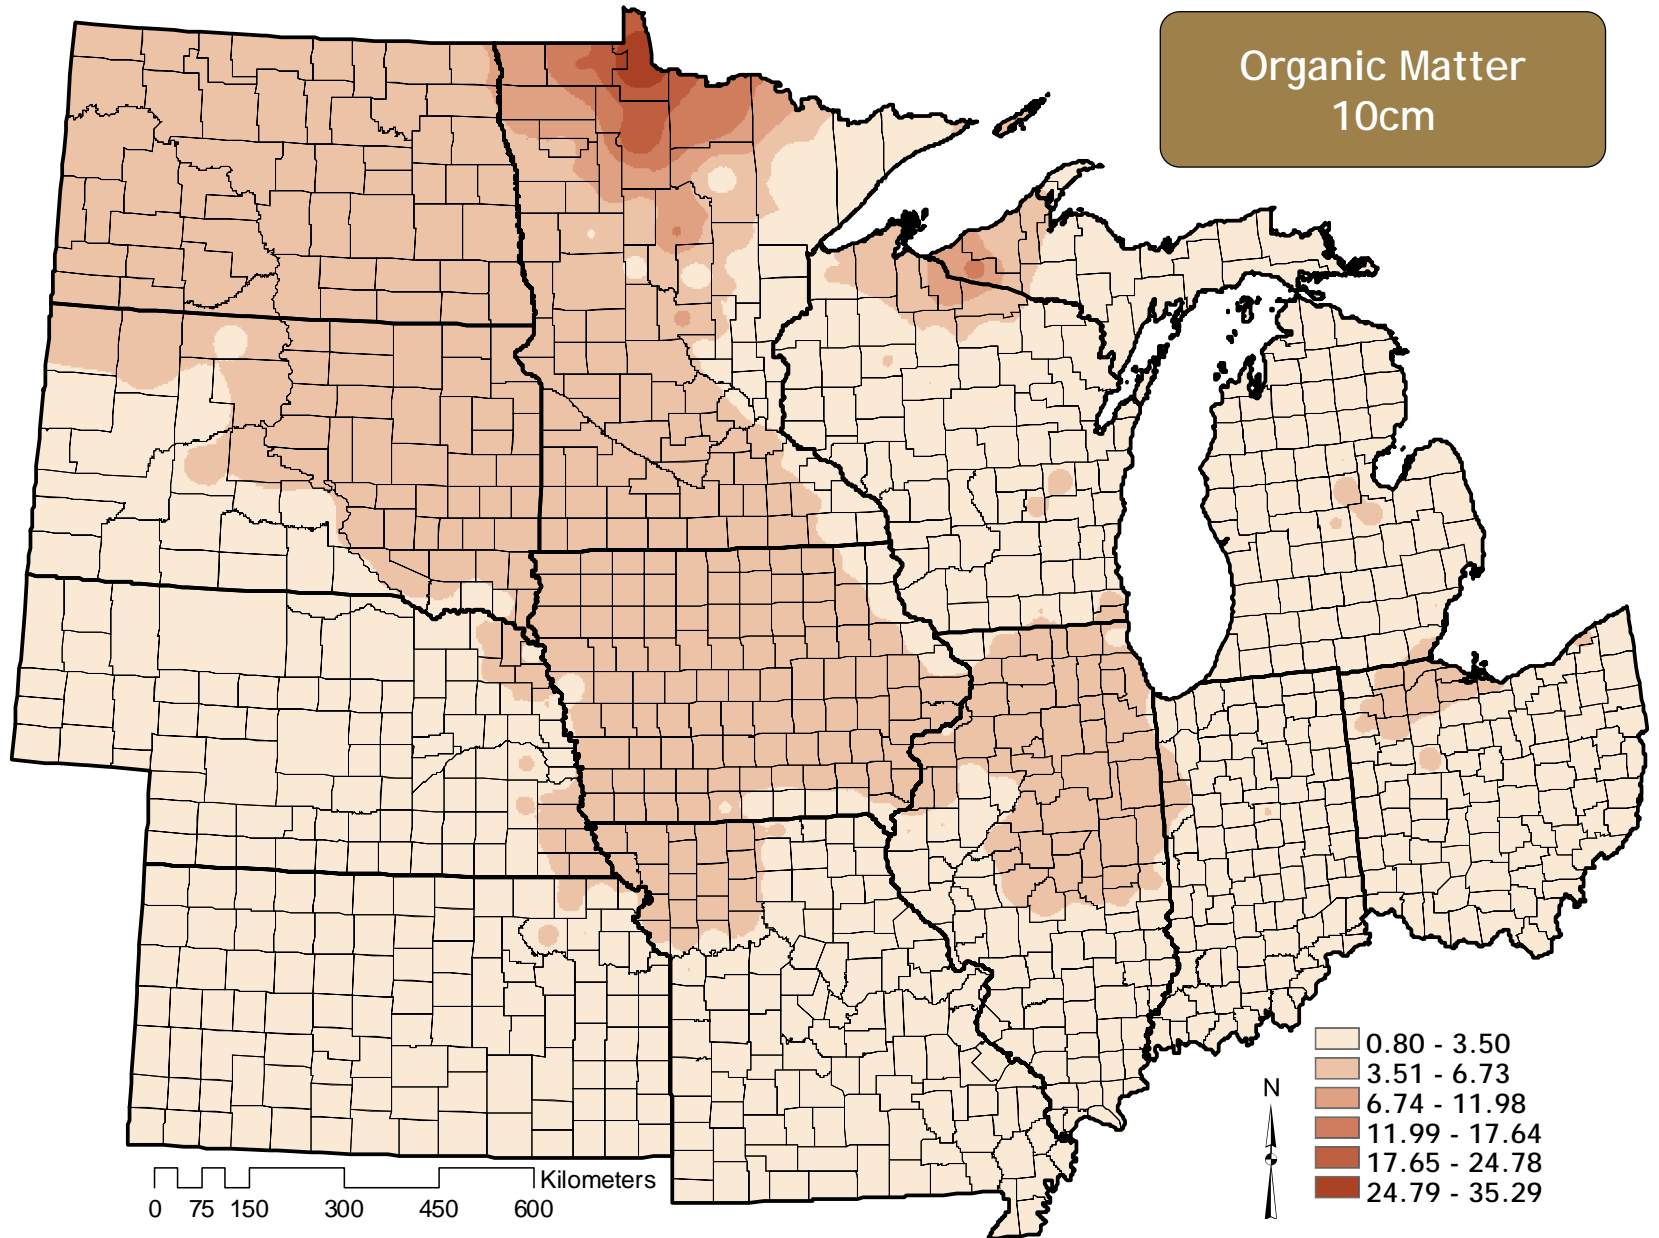 Organic Matter
10cm
0.80 - 3.50
3.51 - 6.73
6.74 - 11.98
11.99 - 17.64
17.65 - 24.78
24.79 - 35.29
N
Kilometers
0 75 150 300 450 600